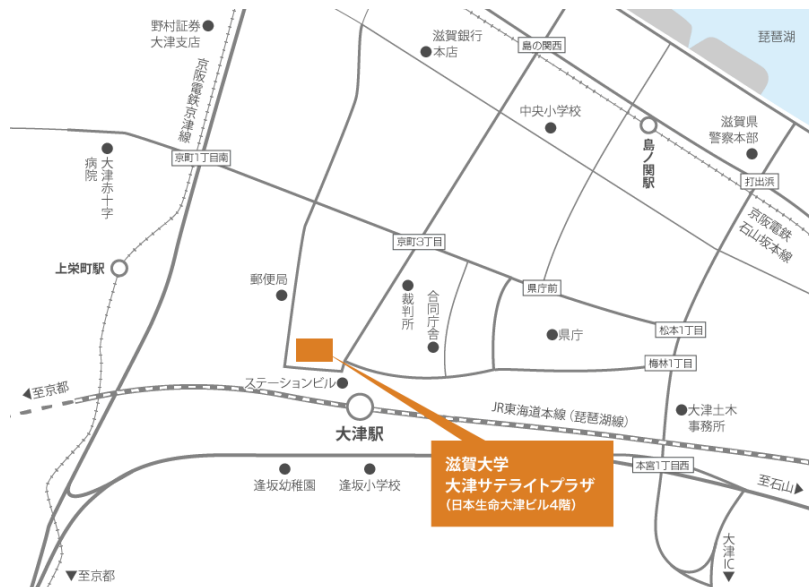 野村証券
大津支店
滋賀銀行
本店
島の関西
琵琶湖
京阪電鉄京津線
中央小学校
滋賀県
警察本部
島ノ関駅
大津赤十字
病院
京町1丁目南
打出浜
京阪電鉄
石山坂本線
京町3丁目
上栄町駅
郵便局
裁判所
合同庁舎
県庁前
県庁
松本1丁目
梅林1丁目
ステーションビル
◀至京都
大津駅
JR東海道本線（琵琶湖線）
大津土木
事務所
滋賀大学
大津サテライトプラザ
（日本生命大津ビル4階）
本宮1丁目西
逢坂幼稚園
逢坂小学校
至石山▶
大津IC▼
▼至京都